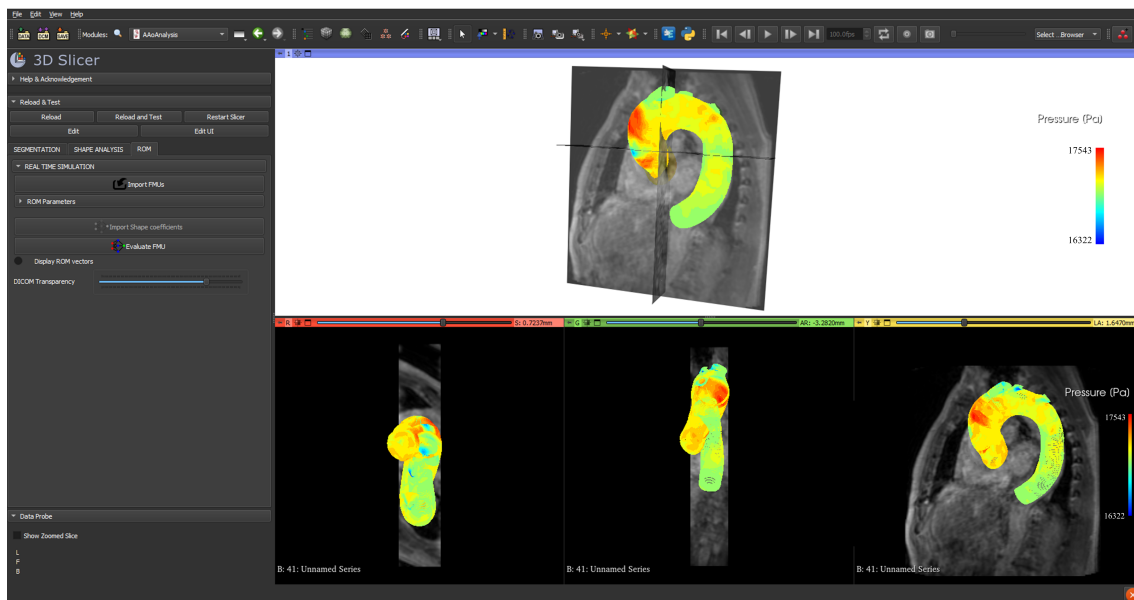 File Edit View Help
DATA DCM SAVE Modules: AAoAnalysis 100.0fps Select ...Browser
3D Slicer
Help & Acknowledgement
Reload & Test
Reload Reload and Test Restart Slicer
Edit Edit UI
SEGMENTATION SHAPE ANALYSIS ROM
REAL TIME SIMULATION
Import FMUs
ROM Parameters
Import Shape coefficients
Evaluate FMU
Display ROM vectors
DICOM Transparency
Data Probe
Show Zoomed Slice
L
F
B
1
Pressure (Pa)
17543
16322
R S: 0.7237mm
B: 41: Unnamed Series
G AR: -3.2820mm
B: 41: Unnamed Series
Y LA: 1.6470mm
Pressure (Pa)
17543
16322
B: 41: Unnamed Series